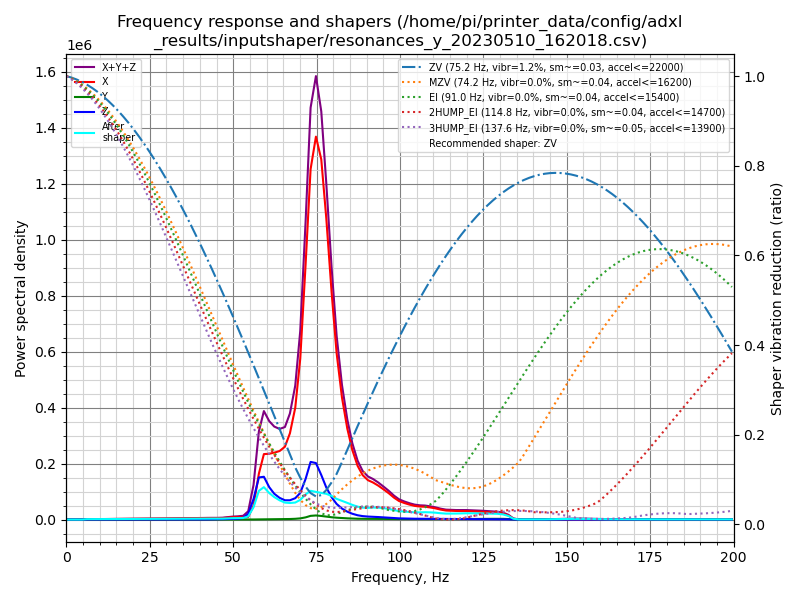 Frequency response and shapers (/home/pi/printer_data/config/adxl
_results/inputshaper/resonances_y_20230510_162018.csv)
1e6
X+Y+Z
X
Y
After
shaper
ZV (75.2 Hz, vibr=1.2%, sm~=0.03, accel<=22000)
MZV (74.2 Hz, vibr=0.0%, sm~=0.04, accel<=16200)
EI (91.0 Hz, vibr=0.0%, sm~=0.04, accel<=15400)
2HUMP_EI (114.8 Hz, vibr=0.0%, sm~=0.04, accel<=14700)
3HUMP_EI (137.6 Hz, vibr=0.0%, sm~=0.05, accel<=13900)
Recommended shaper: ZV
1.6
1.4
1.2
1.0
0.8
0.6
0.4
0.2
0.0
Power spectral density
1.0
0.8
0.6
0.4
0.2
0.0
Shaper vibration reduction (ratio)
0 25 50 75 100 125 150 175 200
Frequency, Hz